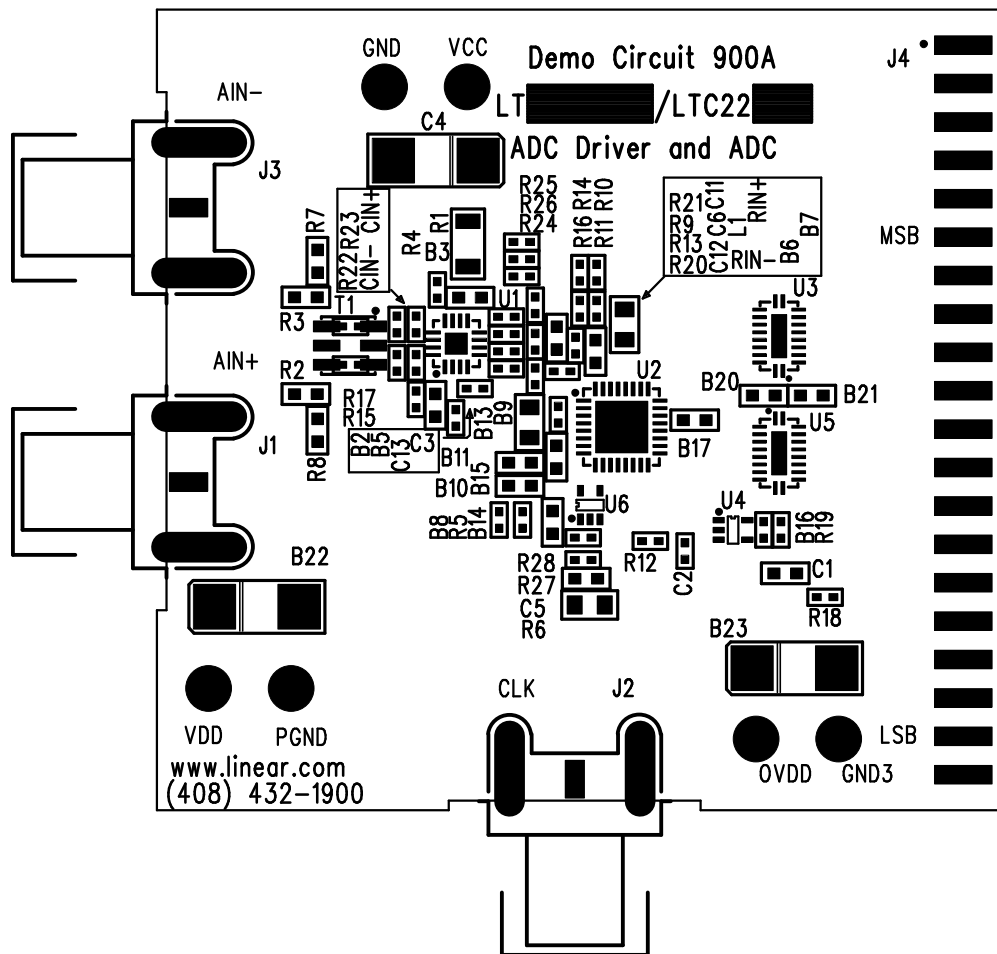 GND
VCC
Demo Circuit 900A
J4
LT /LTC22
AIN-
C4
ADC Driver and ADC
J3
R7
R22
R23
CIN-
CIN+
R4
R1
B3
R25
R26
R24
R14
R10
R16
R11
R21
C11
RIN+
R9
C6
L1
R13
R20
C12
RIN-
B6
B7
MSB
R3
T1
U1
U3
AIN+
R2
U2
B20
B21
R17
R15
J1
R8
B2
B5
C13
C3
B11
B13
B9
B17
U5
B10
B15
B8
R5
B14
U6
U4
B16
R19
B22
R28
R27
R12
C2
C1
C5
R6
R18
B23
CLK
J2
VDD
PGND
LSB
OVDD
GND3
www.linear.com
(408) 432-1900